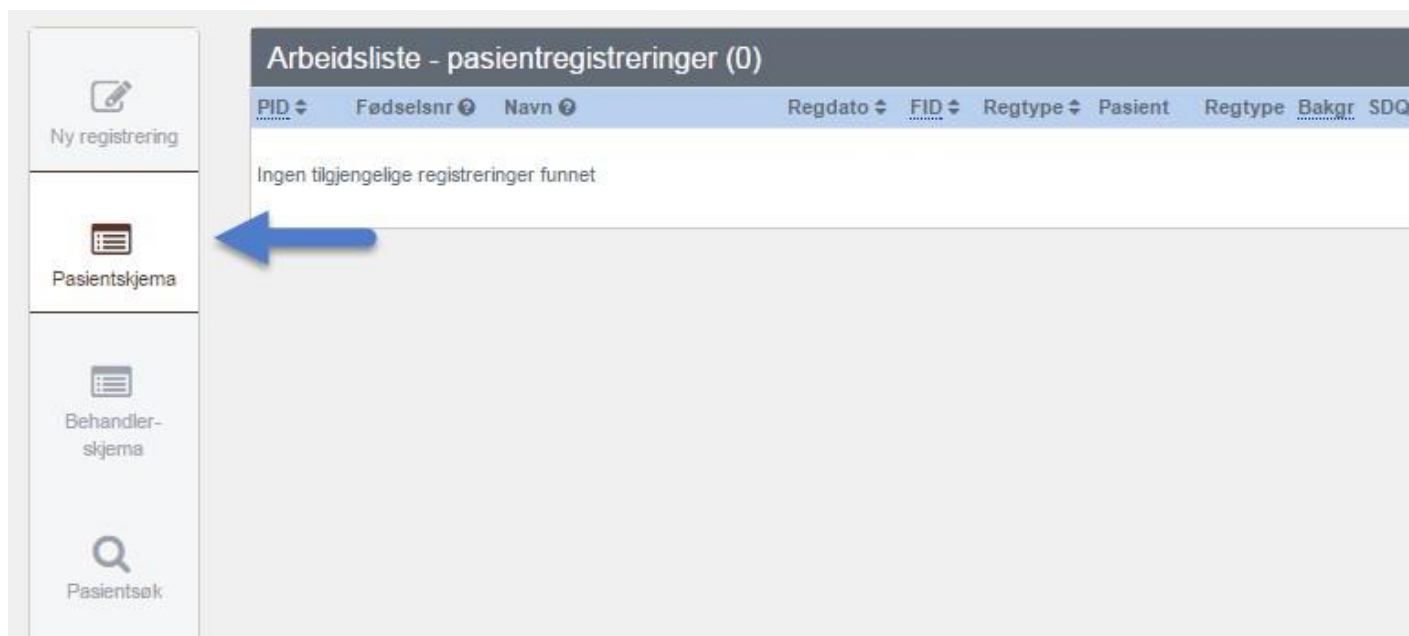 Ny registrering
Pasientskjema
Behandler-
skjema
Pasientsøk
Arbeidsliste - pasientregistreringer (0)
PID Fødselsnr Navn Regdato FID Regtype Pasient Regtype Bakgr SDQ
Ingen tilgjengelige registreringer funnet